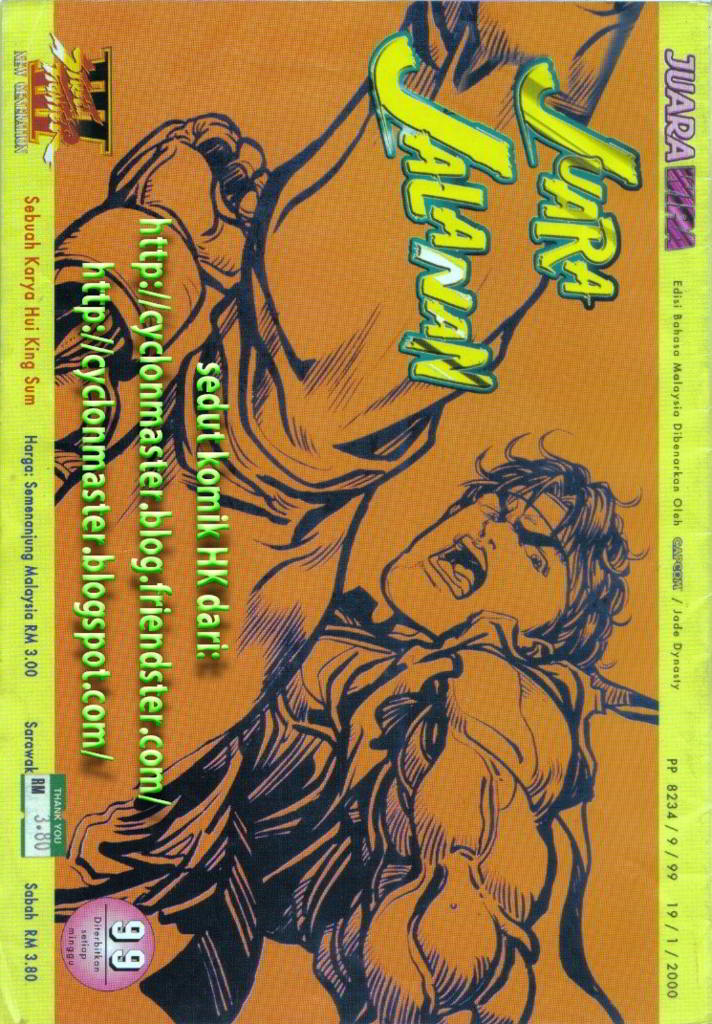 JUARA VIRA
Edisi Bahasa Malaysia Dibenarkan Oleh CAPCOM / Jade Dynasty
PP 8234 / 9 / 99 19 / 1 / 2000
JUARA
JALANAN
sedut komik HK dari:
http://cyclonmaster.blog.friendster.com/
http://cyclonmaster.blogspot.com/
99
Diterbitkan
setiap
minggu
Street Fighter III
NEW GENERATION
Sebuah Karya Hui King Sum
Harga: Semenanjung Malaysia RM 3.00
Sarawak
Sabah RM 3.80
THANK YOU
RM 3.80